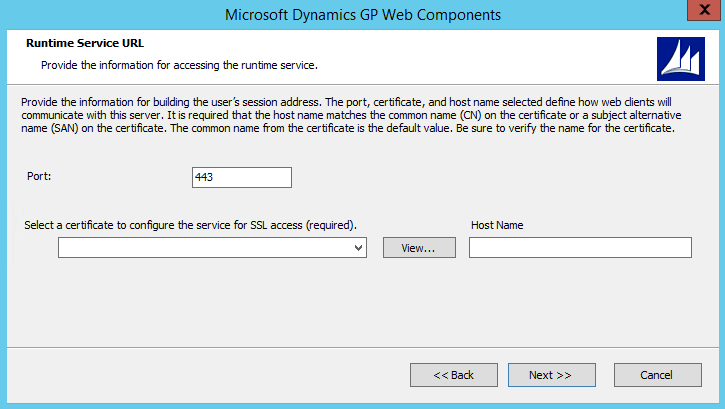 Microsoft Dynamics GP Web Components
X
Runtime Service URL
Provide the information for accessing the runtime service.
Provide the information for building the user's session address. The port, certificate, and host name selected define how web clients will
communicate with this server. It is required that the host name matches the common name (CN) on the certificate or a subject alternative
name (SAN) on the certificate. The common name from the certificate is the default value. Be sure to verify the name for the certificate.
Port: 443
Select a certificate to configure the service for SSL access (required). Host Name
View...
<< Back Next >> Cancel